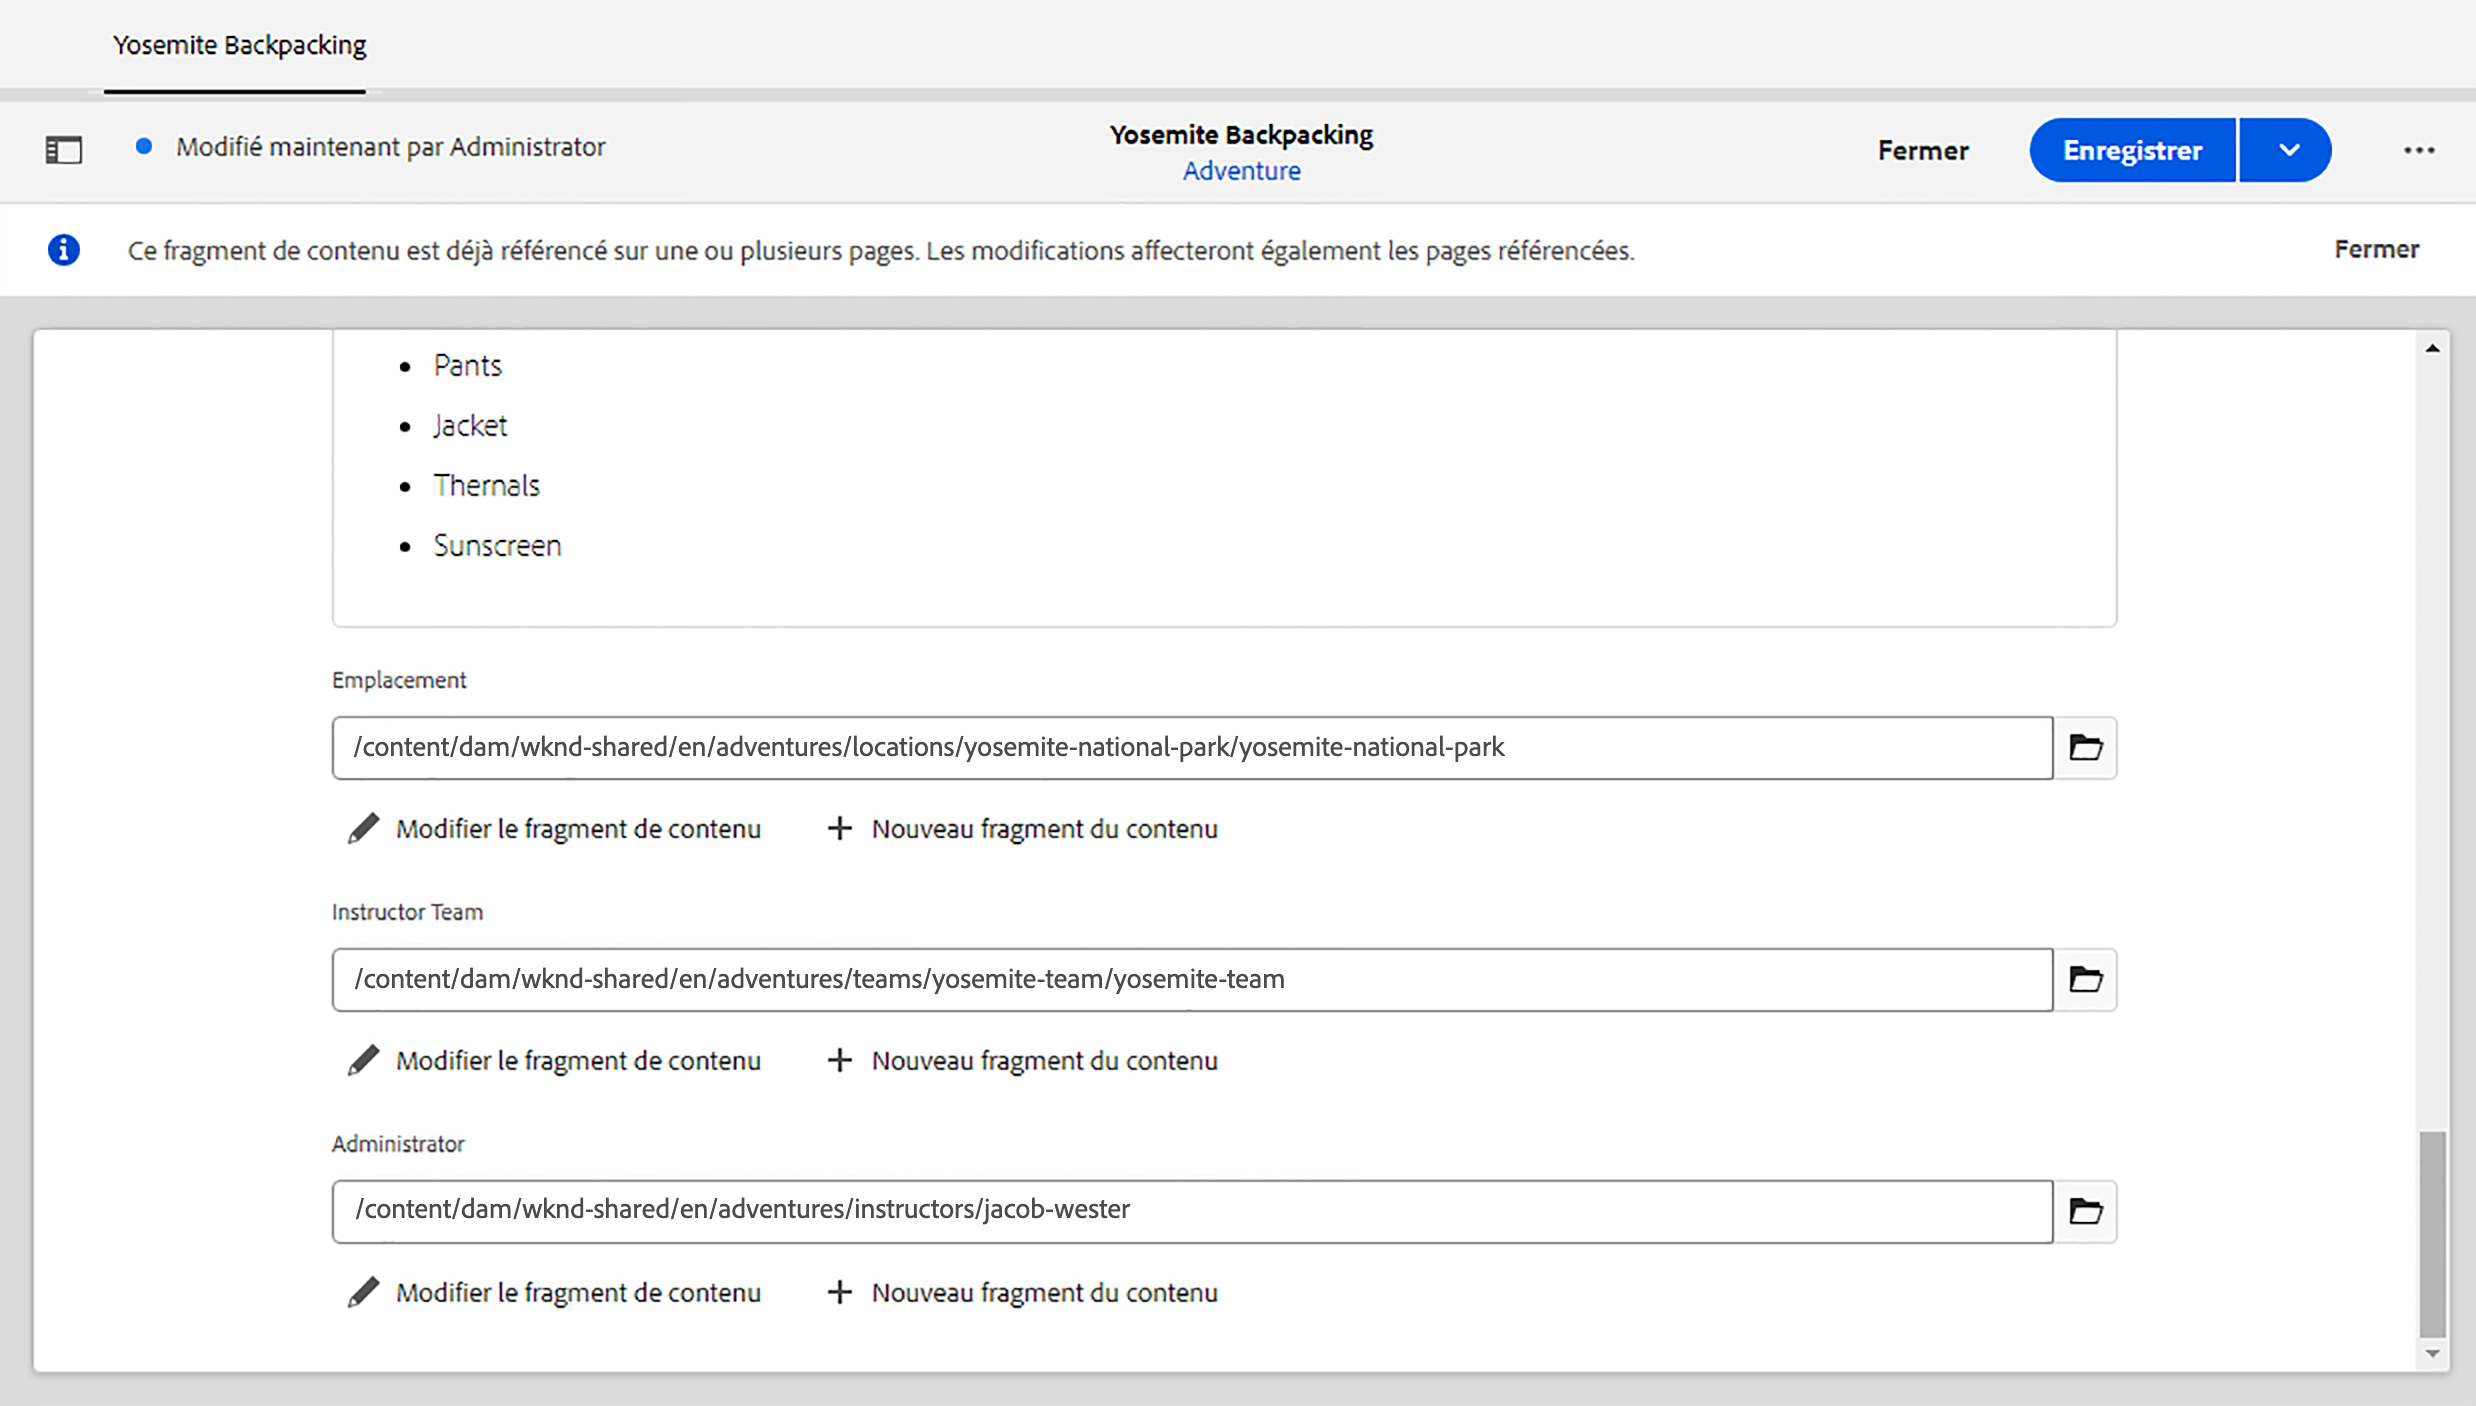 Yosemite Backpacking
Modifié maintenant par Administrator
Yosemite Backpacking
Adventure
Fermer
Enregistrer
Ce fragment de contenu est déjà référencé sur une ou plusieurs pages. Les modifications affecteront également les pages référencées.
Fermer
Pants
Jacket
Thernals
Sunscreen
Emplacement
/content/dam/wknd-shared/en/adventures/locations/yosemite-national-park/yosemite-national-park
Modifier le fragment de contenu
Nouveau fragment du contenu
Instructor Team
/content/dam/wknd-shared/en/adventures/teams/yosemite-team/yosemite-team
Modifier le fragment de contenu
Nouveau fragment du contenu
Administrator
/content/dam/wknd-shared/en/adventures/instructors/jacob-wester
Modifier le fragment de contenu
Nouveau fragment du contenu